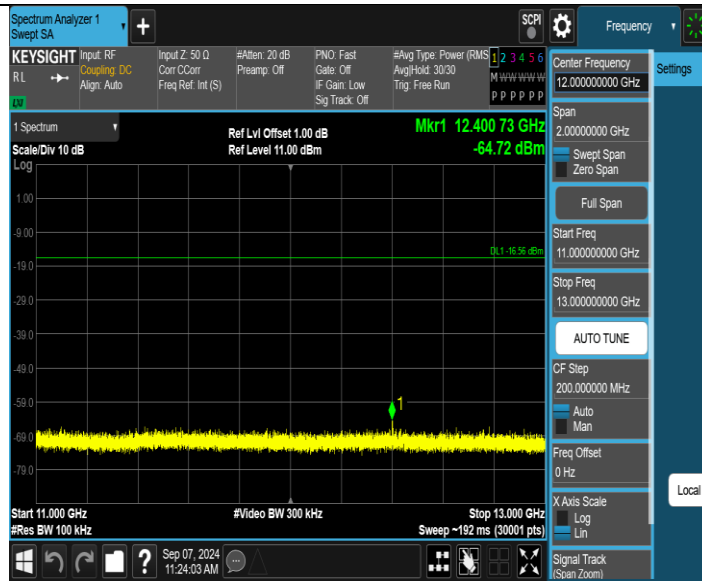 Spectrum Analyzer 1
Swept SA
+
SCPI
Frequency
KEYSIGHT
RL
LXI
Input: RF
Coupling: DC
Align: Auto
Input Z: 50 Ω
Corr CCorr
Freq Ref: Int (S)
#Atten: 20 dB
Preamp: Off
PNO: Fast
Gate: Off
IF Gain: Low
Sig Track: Off
#Avg Type: Power (RMS
Avg|Hold: 30/30
Trig: Free Run
1 2 3 4 5 6
M W W W W W
P P P P P P
1 Spectrum
Scale/Div 10 dB
Log
Ref Lvl Offset 1.00 dB
Ref Level 11.00 dBm
Mkr1 12.400 73 GHz
-64.72 dBm
1.00
-9.00
DL1 -16.56 dBm
-19.0
-29.0
-39.0
-49.0
-59.0
1
-69.0
-79.0
Start 11.000 GHz
#Res BW 100 kHz
#Video BW 300 kHz
Stop 13.000 GHz
Sweep ~192 ms (30001 pts)
?
Sep 07, 2024
11:24:03 AM
Center Frequency
12.000000000 GHz
Span
2.00000000 GHz
Swept Span
Zero Span
Full Span
Start Freq
11.000000000 GHz
Stop Freq
13.000000000 GHz
AUTO TUNE
CF Step
200.000000 MHz
Auto
Man
Freq Offset
0 Hz
X Axis Scale
Log
Lin
Signal Track
(Span Zoom)
Settings
Local